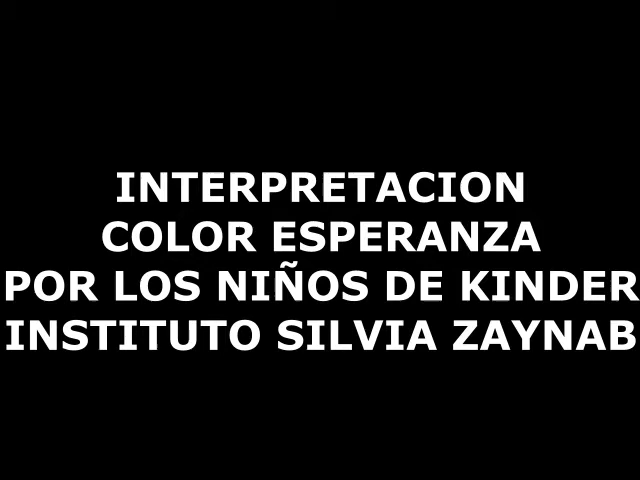 INTERPRETACION
COLOR ESPERANZA
POR LOS NIÑOS DE KINDER
INSTITUTO SILVIA ZAYNAB